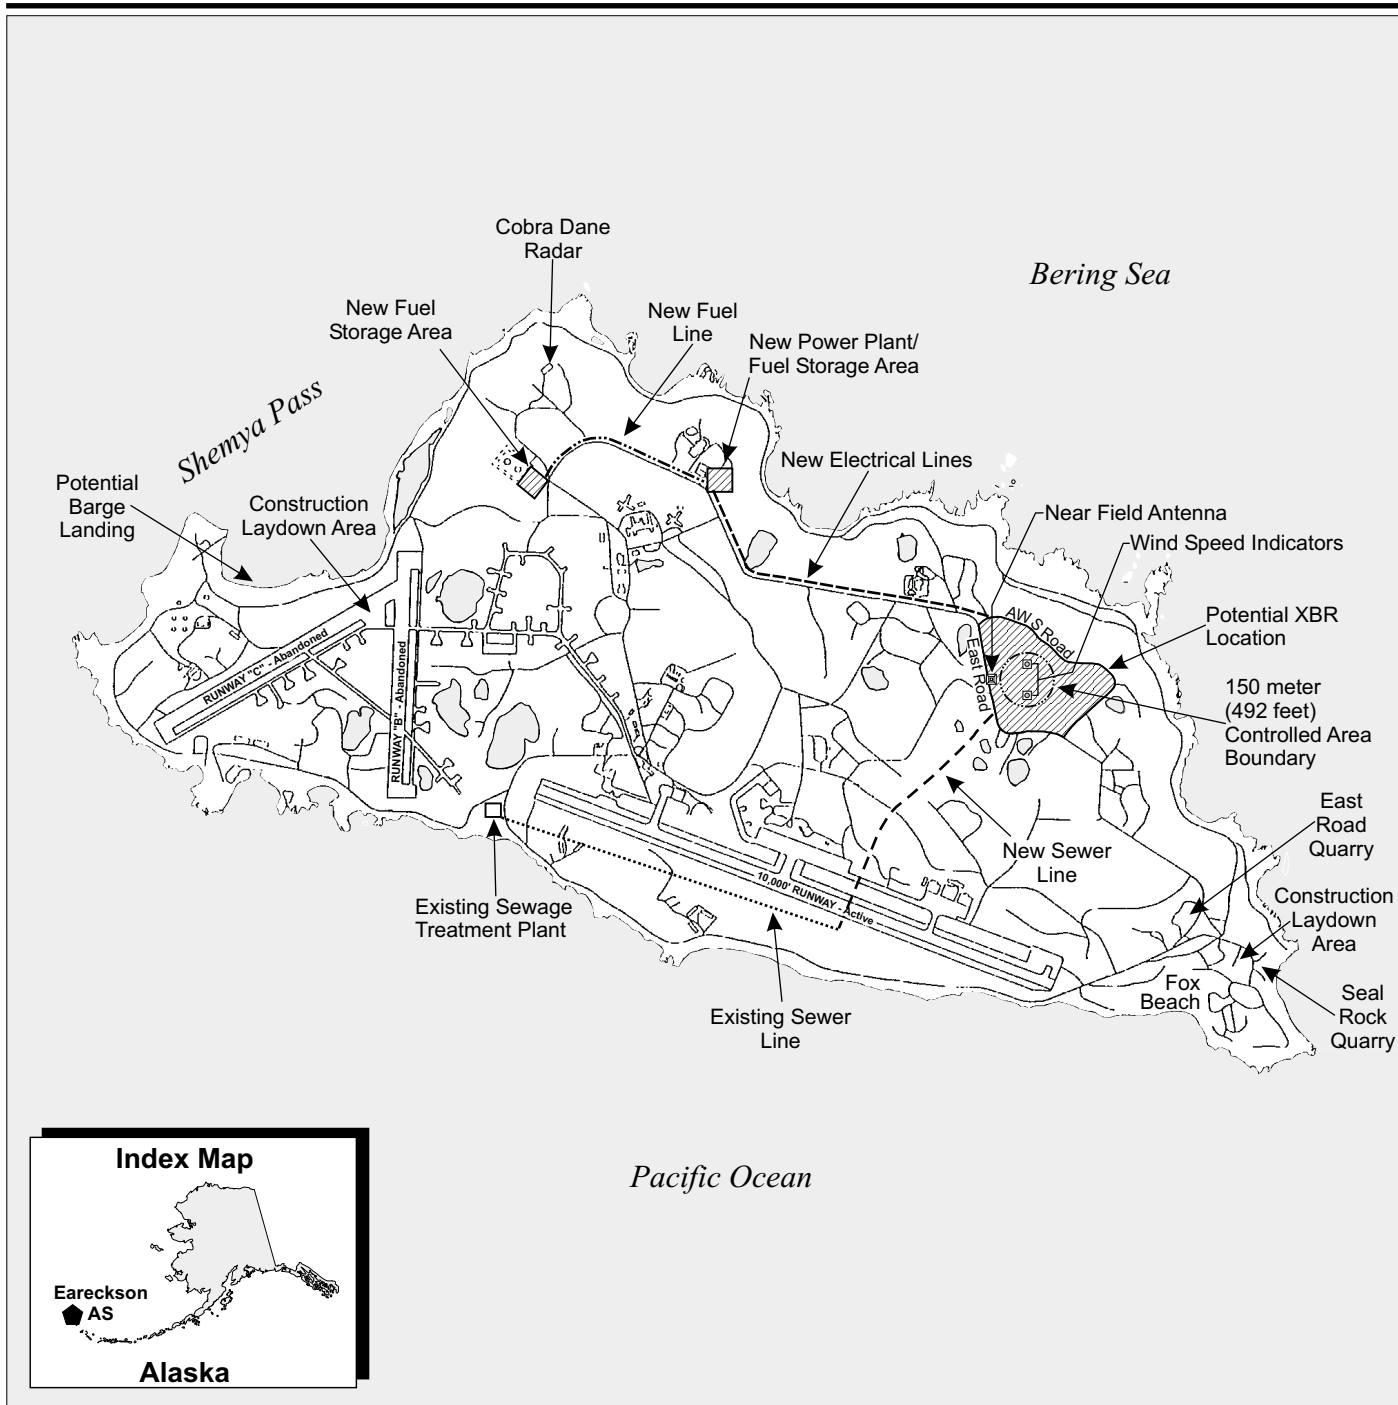 Cobra Dane
Radar
Bering Sea
New Fuel
Storage Area
New Fuel
Line
New Power Plant/
Fuel Storage Area
Shemya Pass
New Electrical Lines
Potential
Barge
Landing
Construction
Laydown Area
Near Field Antenna
Wind Speed Indicators
AWS Road
Potential XBR
Location
East Road
RUNWAY "C" - Abandoned
RUNWAY "B" - Abandoned
150 meter
(492 feet)
Controlled Area
Boundary
East
Road
Quarry
New Sewer
Line
10,000' RUNWAY - Active
Existing Sewage
Treatment Plant
Construction
Laydown
Area
Fox
Beach
Seal
Rock
Quarry
Existing Sewer
Line
Pacific Ocean
Index Map
Eareckson
AS
Alaska